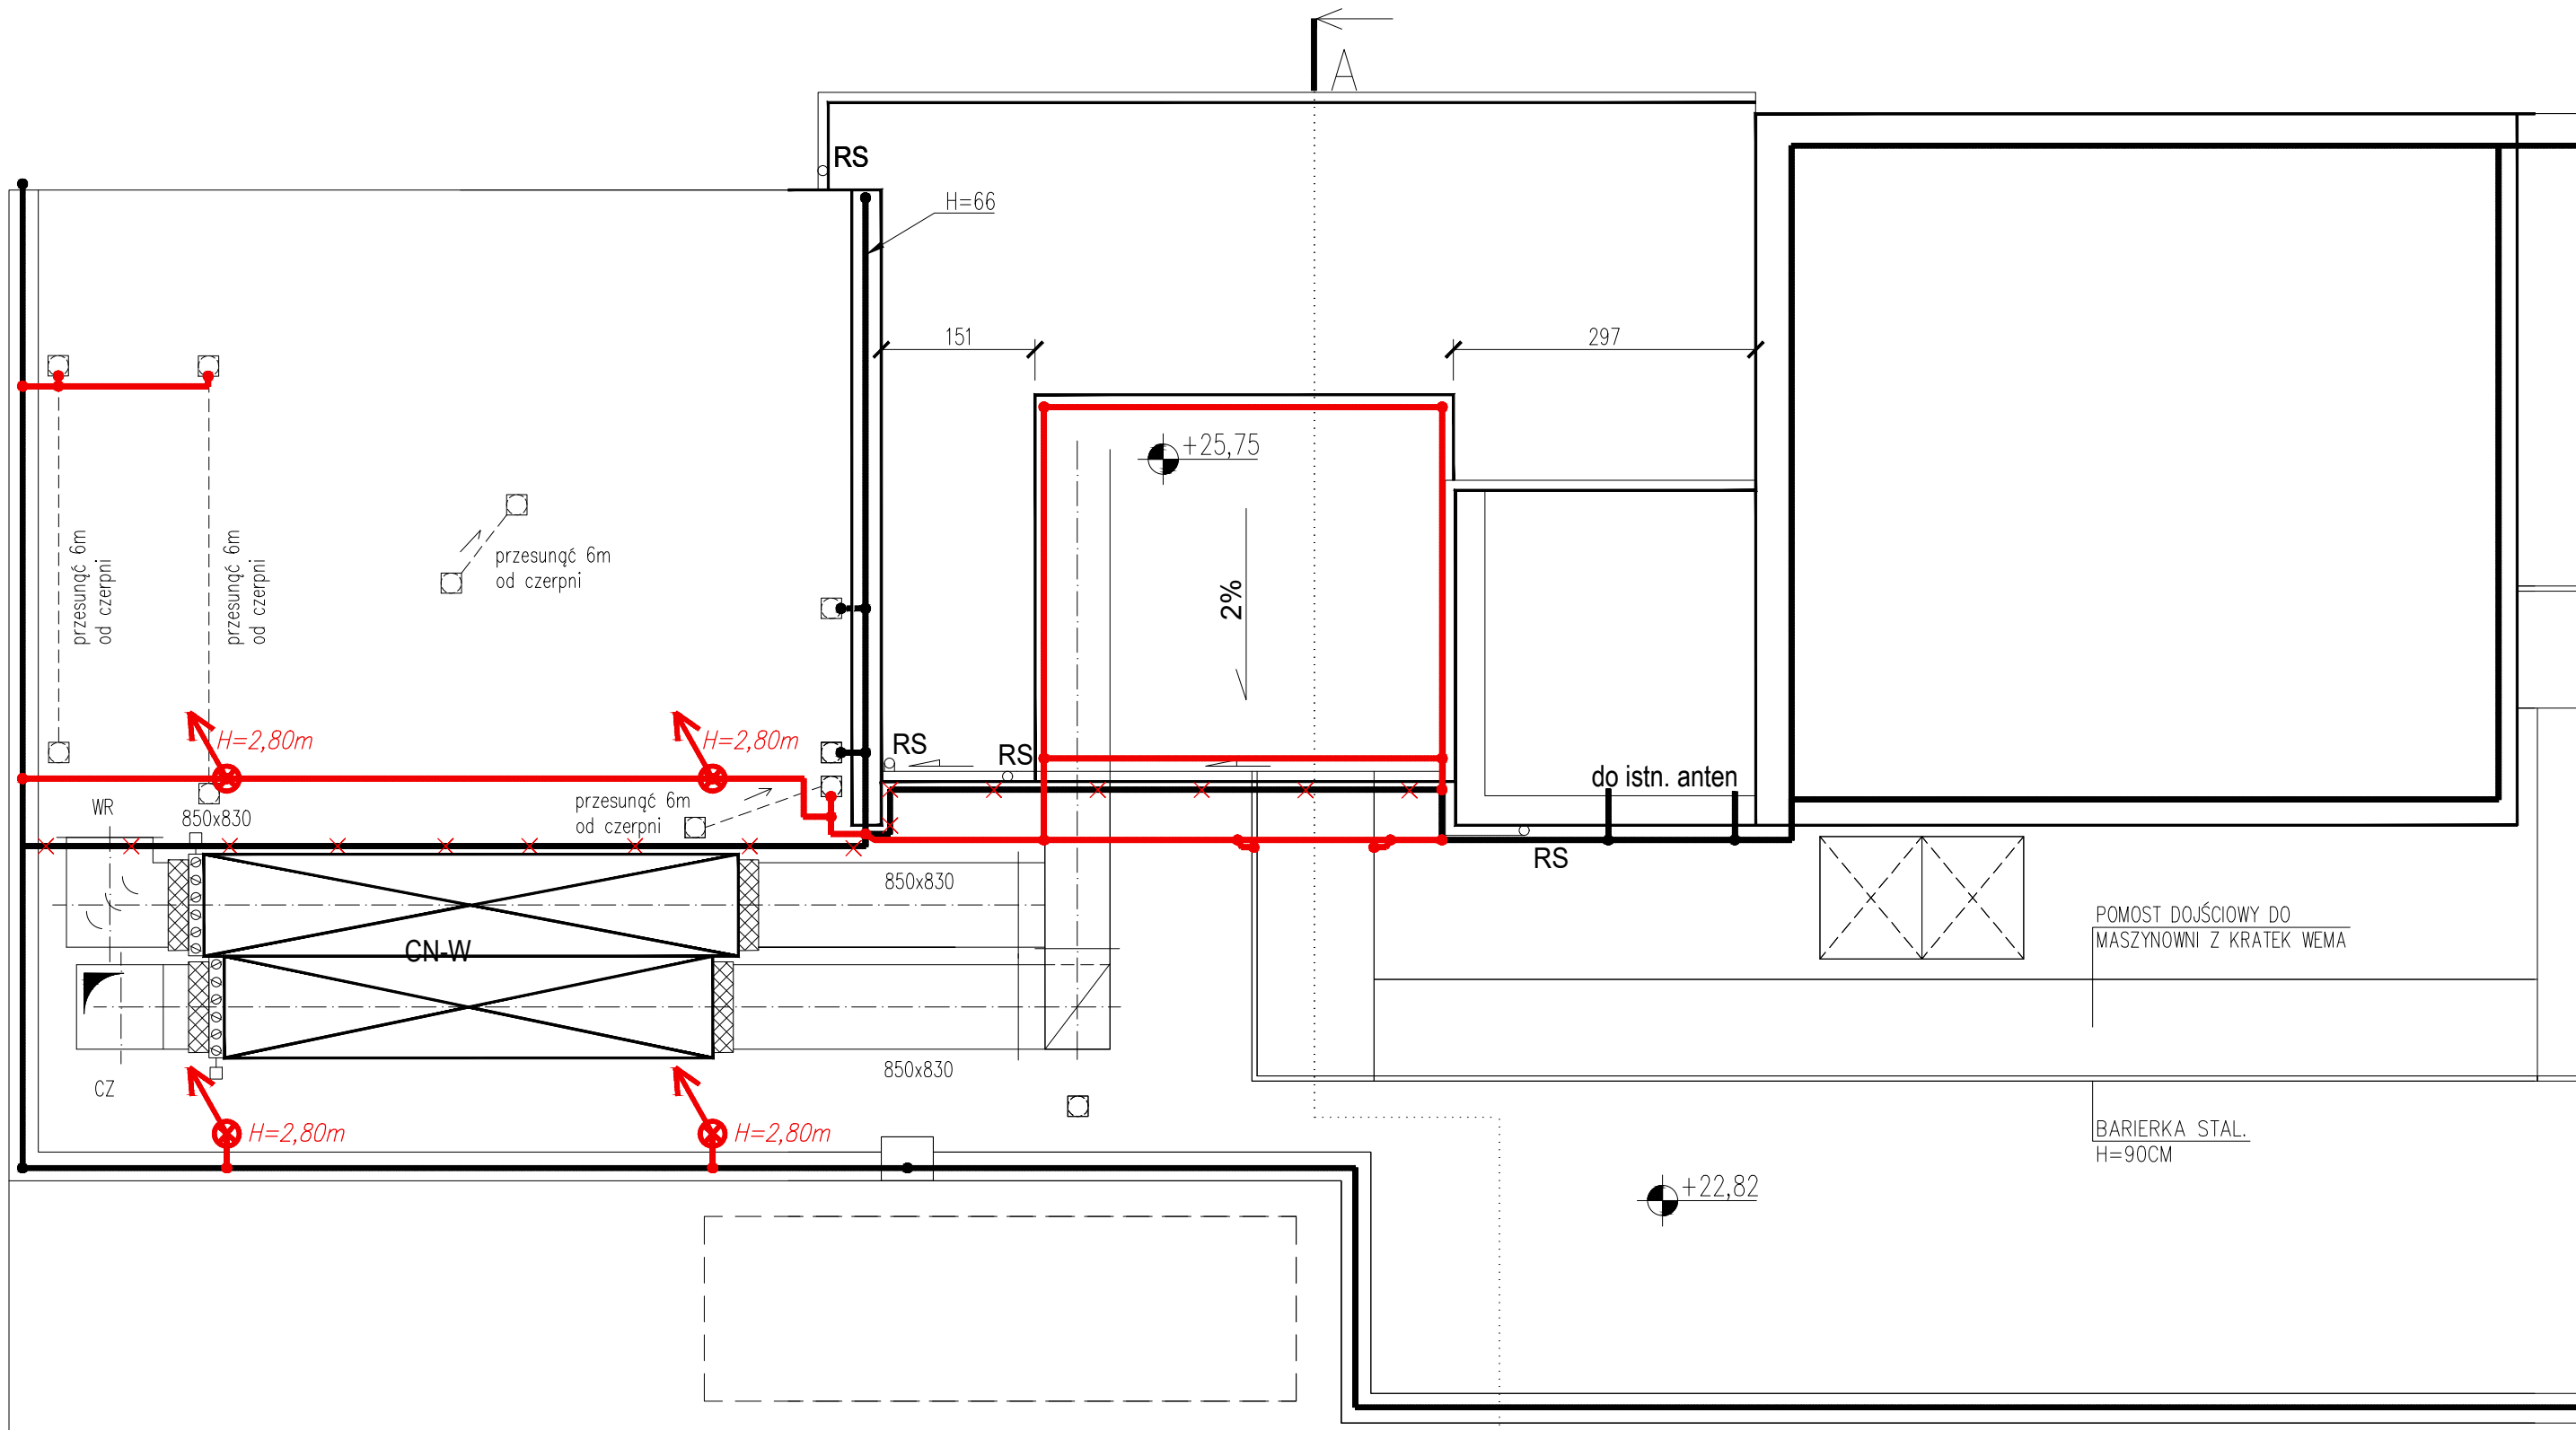 A
RS
H=66
151
297
+25,75
przesunąć 6m
od czerpni
przesunąć 6m
od czerpni
przesunąć 6m
od czerpni
2%
H=2,80m
H=2,80m
RS
RS
do istn. anten
WR
850x830
przesunąć 6m
od czerpni
RS
850x830
CN-W
POMOST DOJŚCIOWY DO
MASZYNOWNI Z KRATEK WEMA
CZ
850x830
H=2,80m
H=2,80m
BARIERKA STAL.
H=90CM
+22,82